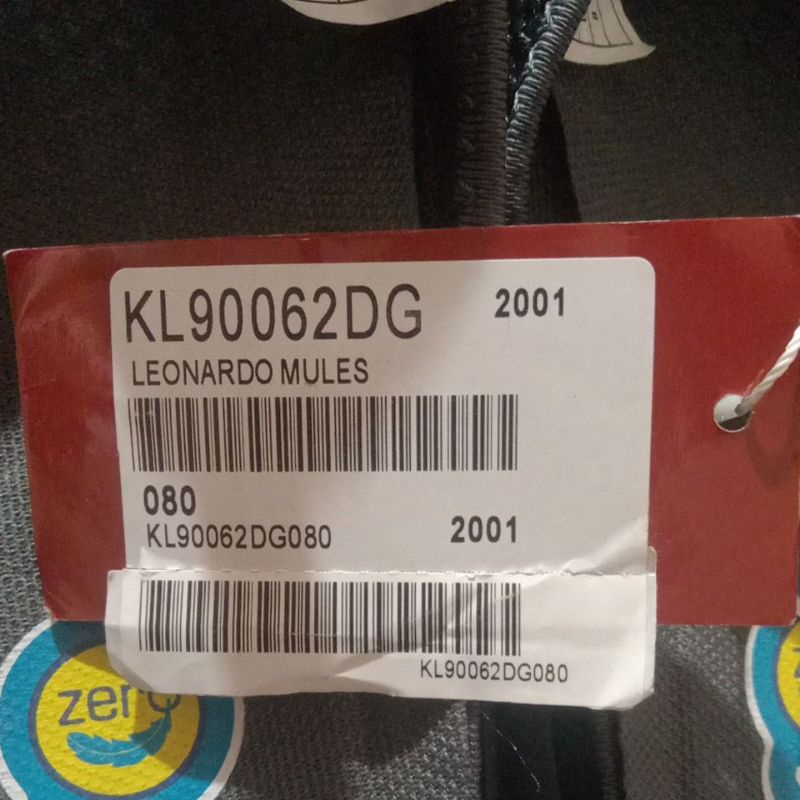 KL90062DG 2001
LEONARDO MULES
080
KL90062DG080 2001
KL90062DG080
zero